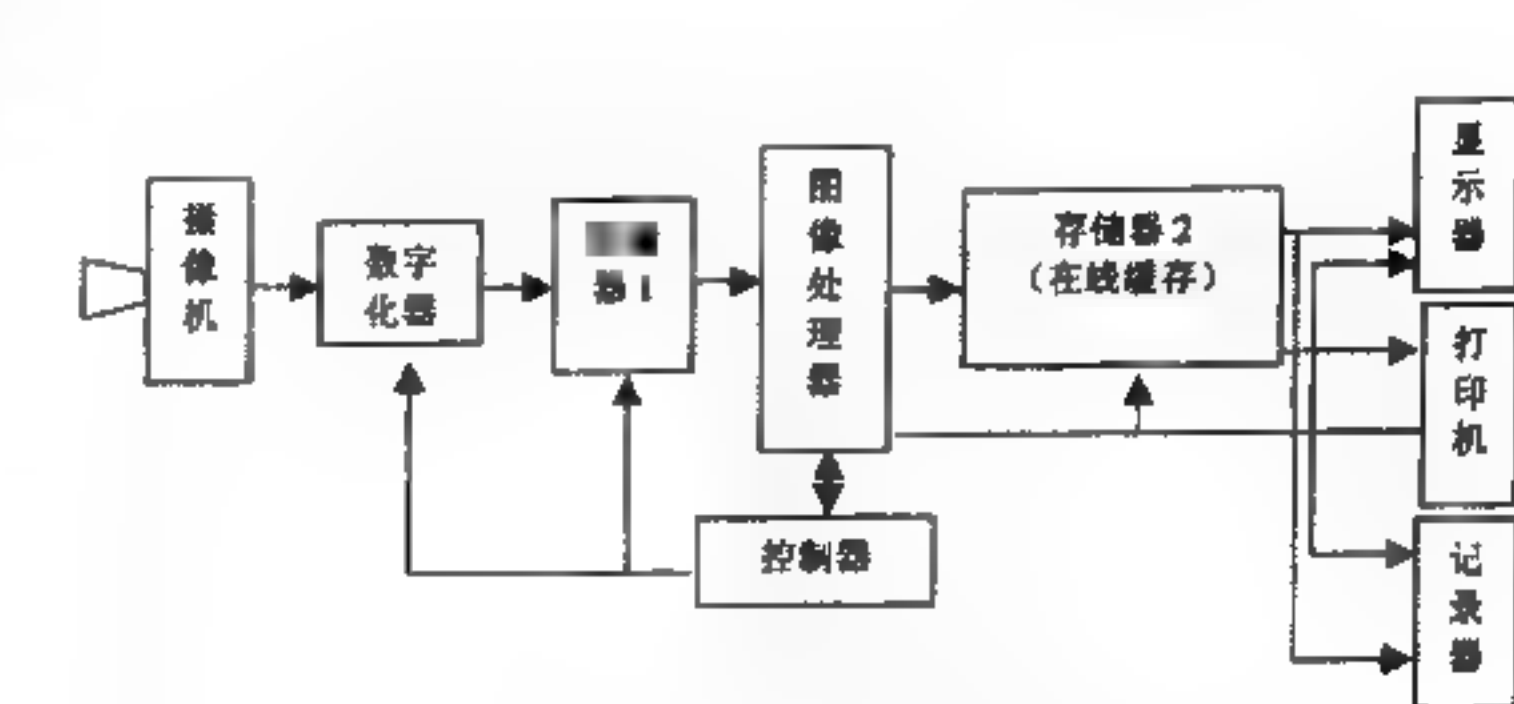 摄像机
数字
化器
器1
图像处理器
存储器2
(在线缓存)
控制器
显示器
打印机
记录器